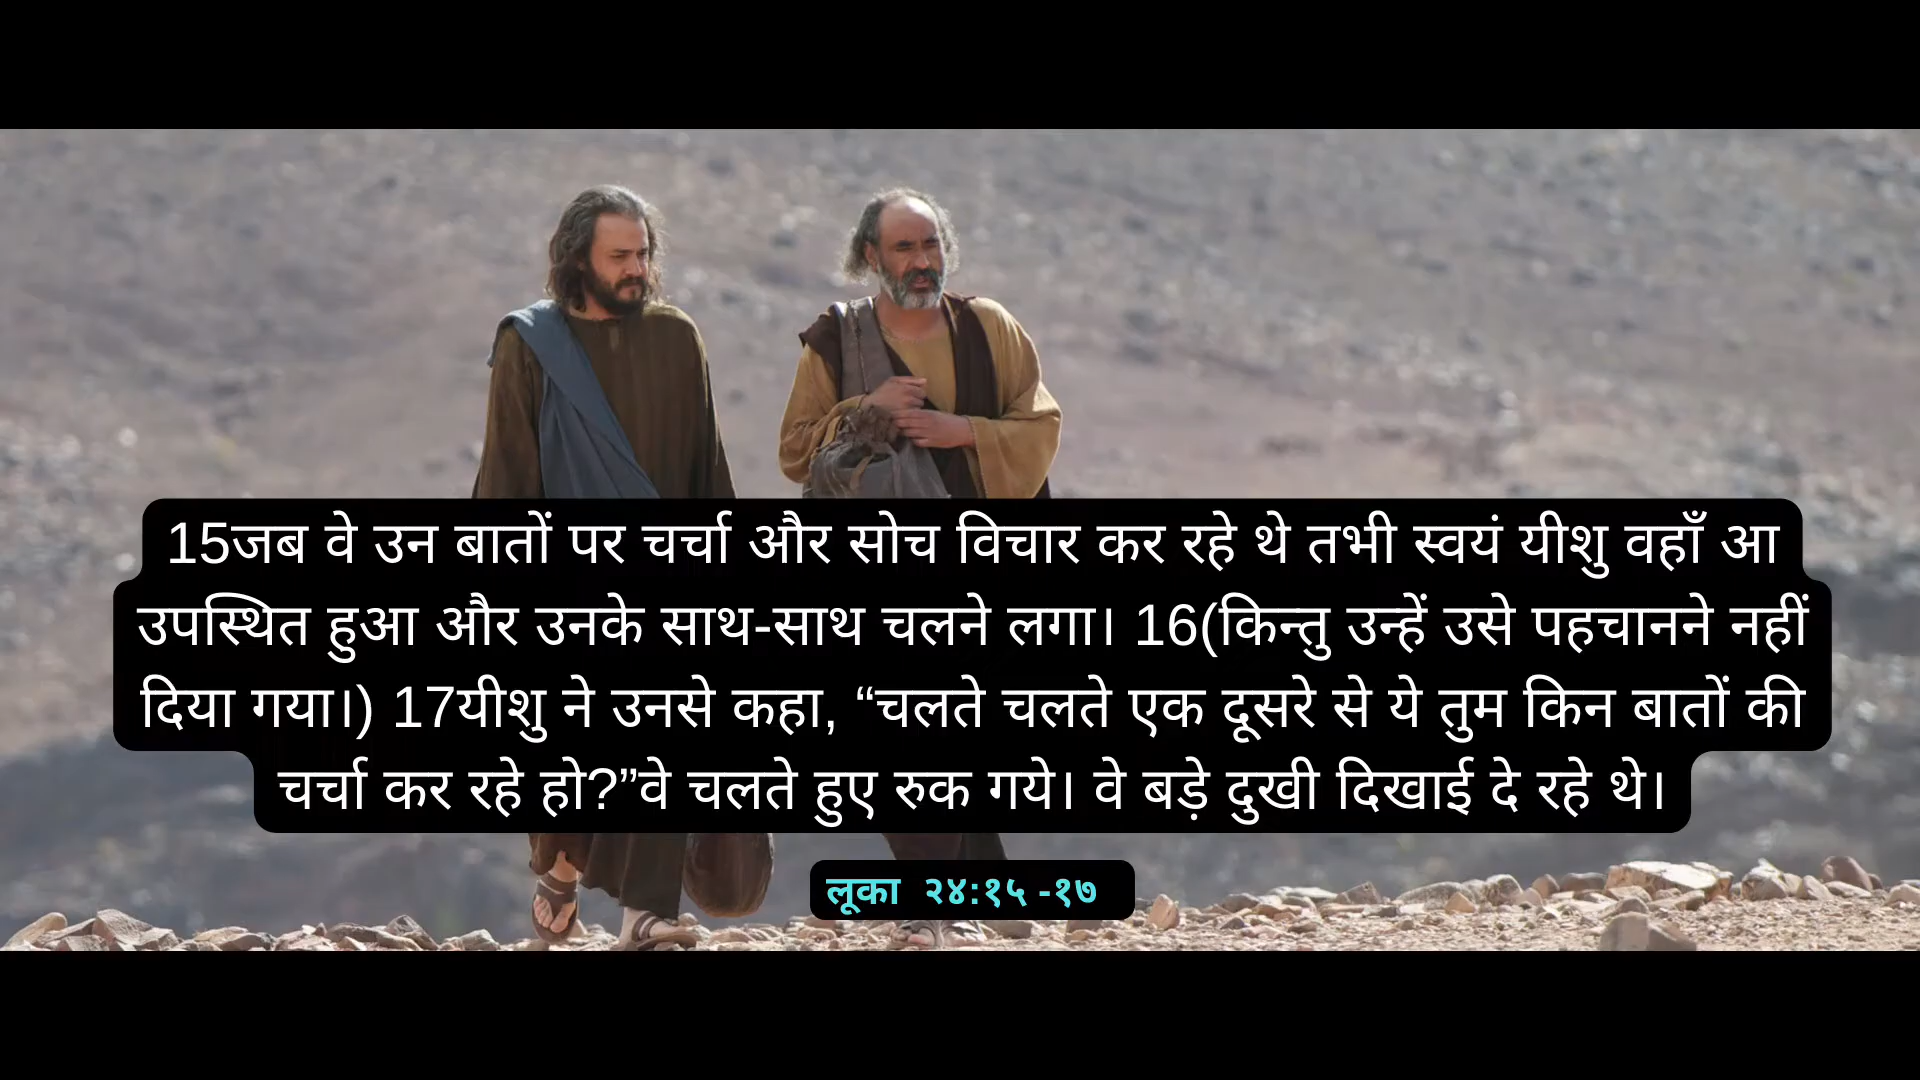 15जब वे उन बातों पर चर्चा और सोच विचार कर रहे थे तभी स्वयं यीशु वहाँ आ
उपस्थित हुआ और उनके साथ-साथ चलने लगा। 16(किन्तु उन्हें उसे पहचानने नहीं
दिया गया।) 17यीशु ने उनसे कहा, “चलते चलते एक दूसरे से ये तुम किन बातों की
चर्चा कर रहे हो?”वे चलते हुए रुक गये। वे बड़े दुखी दिखाई दे रहे थे।
लूका २४:१५ -१७